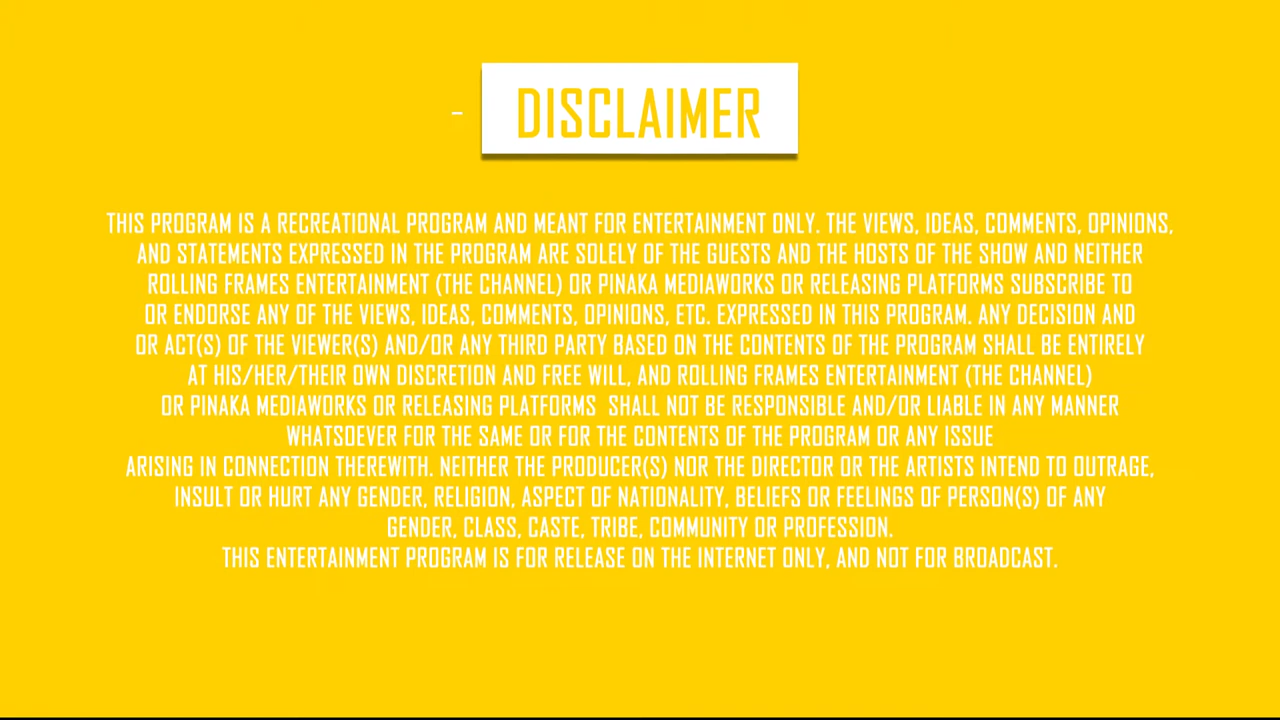 - DISCLAIMER
THIS PROGRAM IS A RECREATIONAL PROGRAM AND MEANT FOR ENTERTAINMENT ONLY. THE VIEWS, IDEAS, COMMENTS, OPINIONS,
AND STATEMENTS EXPRESSED IN THE PROGRAM ARE SOLELY OF THE GUESTS AND THE HOSTS OF THE SHOW AND NEITHER
ROLLING FRAMES ENTERTAINMENT (THE CHANNEL) OR PINAKA MEDIAWORKS OR RELEASING PLATFORMS SUBSCRIBE TO
OR ENDORSE ANY OF THE VIEWS, IDEAS, COMMENTS, OPINIONS, ETC. EXPRESSED IN THIS PROGRAM. ANY DECISION AND
OR ACT(S) OF THE VIEWER(S) AND/OR ANY THIRD PARTY BASED ON THE CONTENTS OF THE PROGRAM SHALL BE ENTIRELY
AT HIS/HER/THEIR OWN DISCRETION AND FREE WILL, AND ROLLING FRAMES ENTERTAINMENT (THE CHANNEL)
OR PINAKA MEDIAWORKS OR RELEASING PLATFORMS  SHALL NOT BE RESPONSIBLE AND/OR LIABLE IN ANY MANNER
WHATSOEVER FOR THE SAME OR FOR THE CONTENTS OF THE PROGRAM OR ANY ISSUE
ARISING IN CONNECTION THEREWITH. NEITHER THE PRODUCER(S) NOR THE DIRECTOR OR THE ARTISTS INTEND TO OUTRAGE,
INSULT OR HURT ANY GENDER, RELIGION, ASPECT OF NATIONALITY, BELIEFS OR FEELINGS OF PERSON(S) OF ANY
GENDER, CLASS, CASTE, TRIBE, COMMUNITY OR PROFESSION.
THIS ENTERTAINMENT PROGRAM IS FOR RELEASE ON THE INTERNET ONLY, AND NOT FOR BROADCAST.